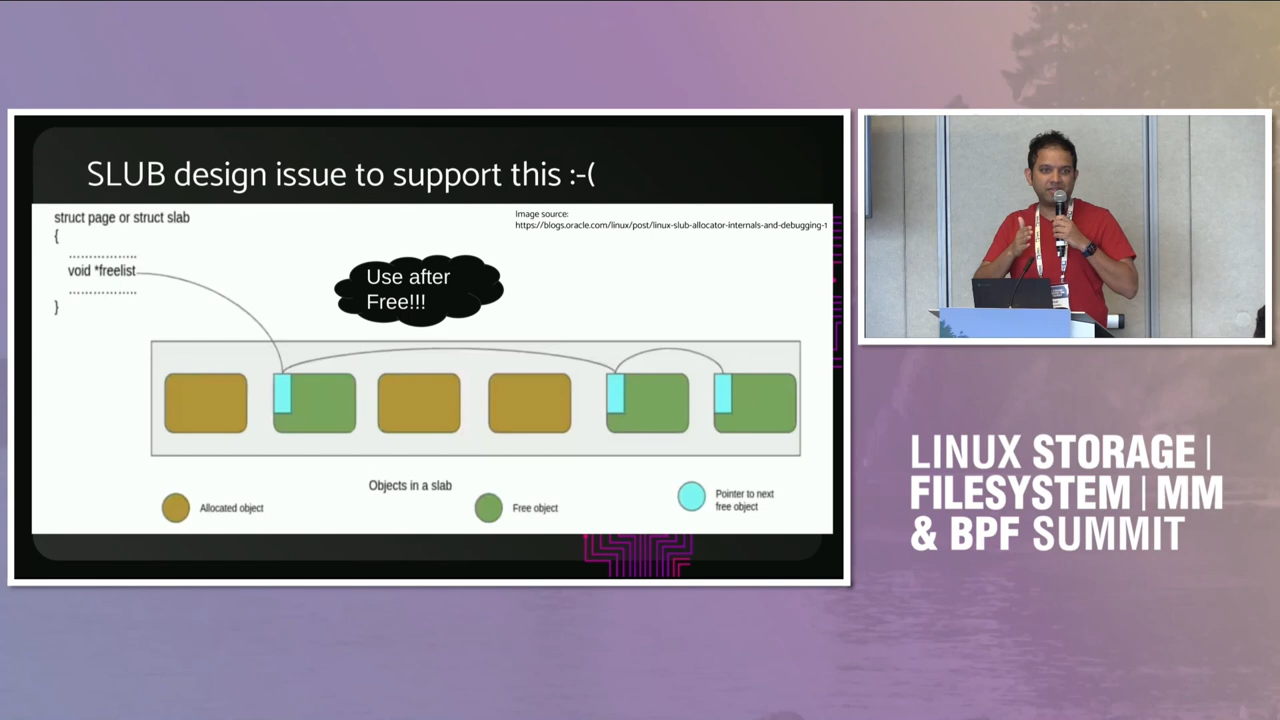 SLUB design issue to support this :-(
struct page or struct slab
{
..................
void *freelist
..................
}
Image source:
https://blogs.oracle.com/linux/post/linux-slub-allocator-internals-and-debugging-1
Use after
Free!!!
Objects in a slab
Allocated object
Free object
Pointer to next
free object
LINUX STORAGE |
FILESYSTEM | MM
& BPF SUMMIT